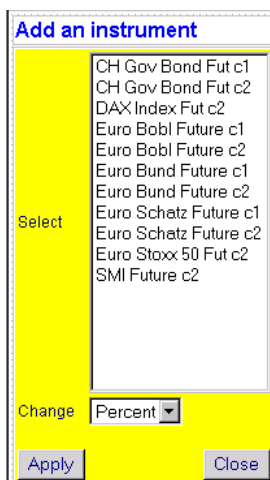 Add an instrument
CH Gov Bond Fut c1
CH Gov Bond Fut c2
DAX Index Fut c2
Euro Bobl Future c1
Euro Bobl Future c2
Euro Bund Future c1
Euro Bund Future c2
Select
Euro Schatz Future c1
Euro Schatz Future c2
Euro Stoxx 50 Fut c2
SMI Future c2
Change Percent
Apply Close